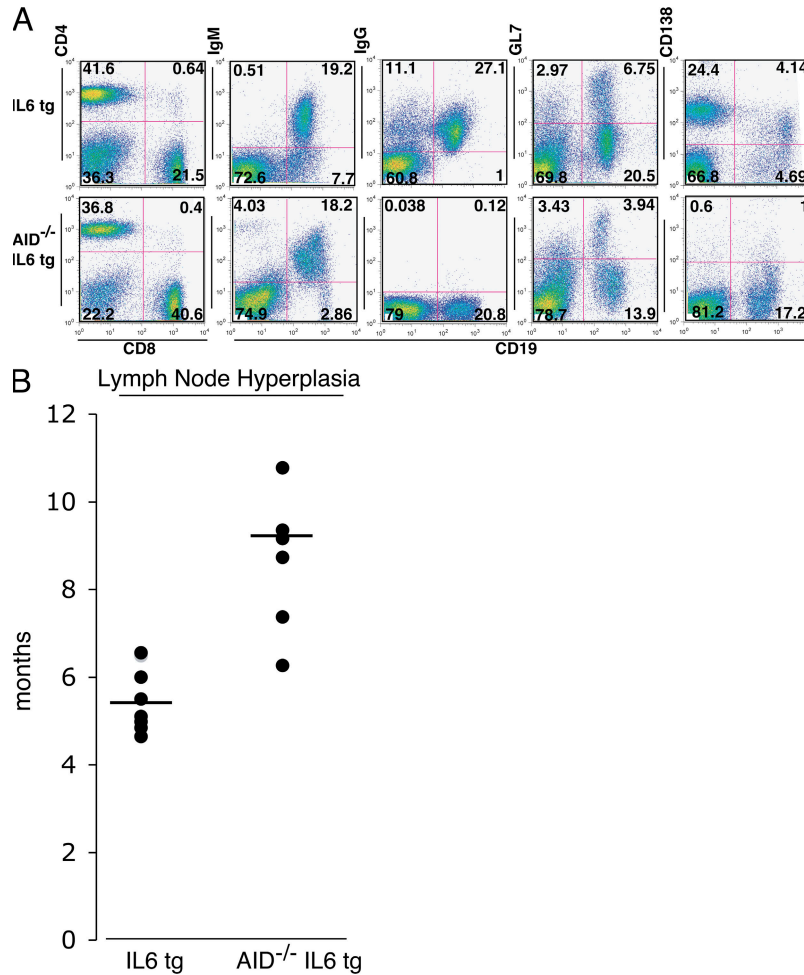 A
CD4
IgM
IgG
GL7
CD138
IL6 tg
41.6 0.64
36.3 21.5
0.51 19.2
72.6 7.7
11.1 27.1
60.8 1
2.97 6.75
69.8 20.5
24.4 4.14
66.8 4.69
AID-/-
IL6 tg
36.8 0.4
22.2 40.6
4.03 18.2
74.9 2.86
0.038 0.12
79 20.8
3.43 3.94
78.7 13.9
0.6 1
81.2 17.2
CD8
CD19
B
Lymph Node Hyperplasia
12
10
8
6
4
2
0
months
IL6 tg
AID-/- IL6 tg